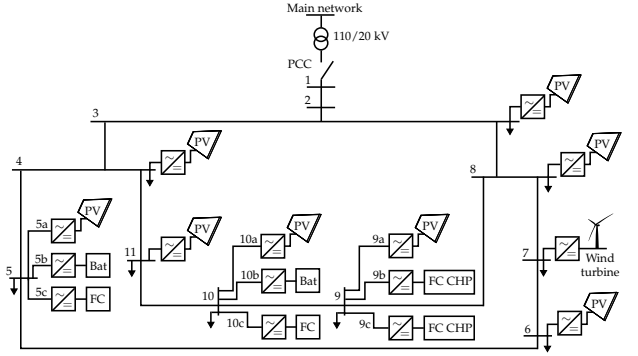 Main network
110/20 kV
PCC
1
2
3
PV
4
PV
8
PV
5a
PV
5b
Bat
5
5c
FC
11
PV
10a
PV
10b
Bat
10
10c
FC
9a
PV
9b
FC CHP
9
9c
FC CHP
7
Wind
turbine
6
PV